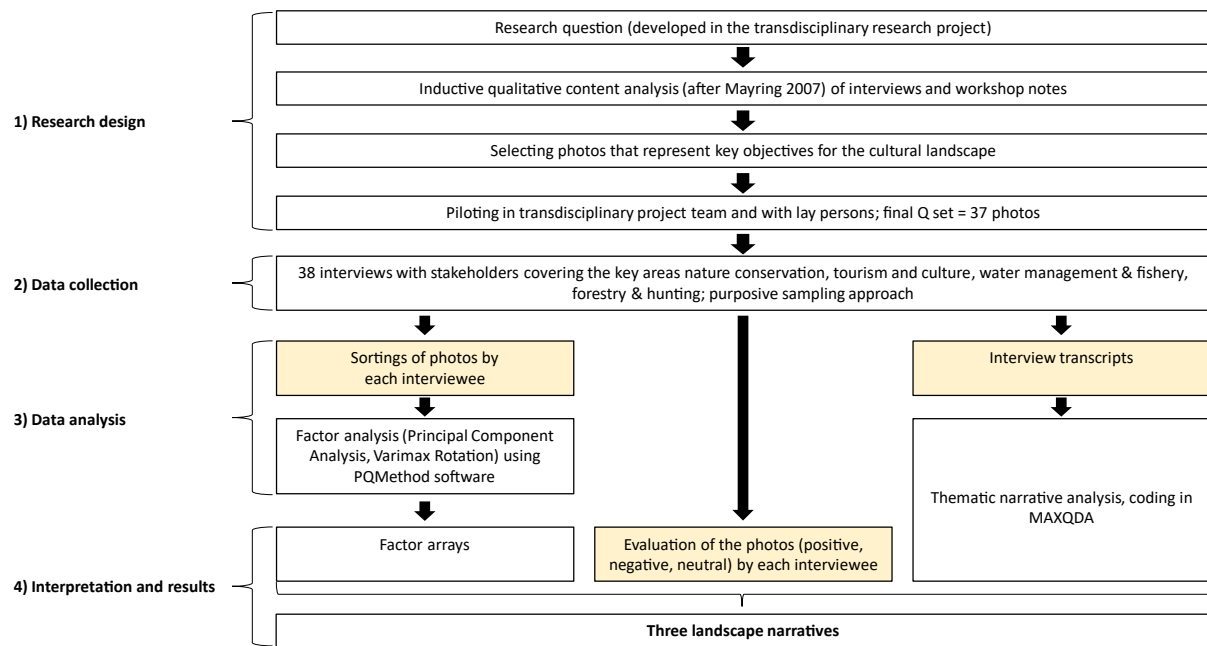 Research question (developed in the transdisciplinary research project)
Inductive qualitative content analysis (after Mayring 2007) of interviews and workshop notes
1) Research design
Selecting photos that represent key objectives for the cultural landscape
Piloting in transdisciplinary project team and with lay persons; final Q set = 37 photos
2) Data collection
38 interviews with stakeholders covering the key areas nature conservation, tourism and culture, water management & fishery,
forestry & hunting; purposive sampling approach
3) Data analysis
Sortings of photos by
each interviewee
Interview transcripts
Factor analysis (Principal Component
Analysis, Varimax Rotation) using
PQMethod software
Thematic narrative analysis, coding in
MAXQDA
4) Interpretation and results
Factor arrays
Evaluation of the photos (positive,
negative, neutral) by each interviewee
Three landscape narratives